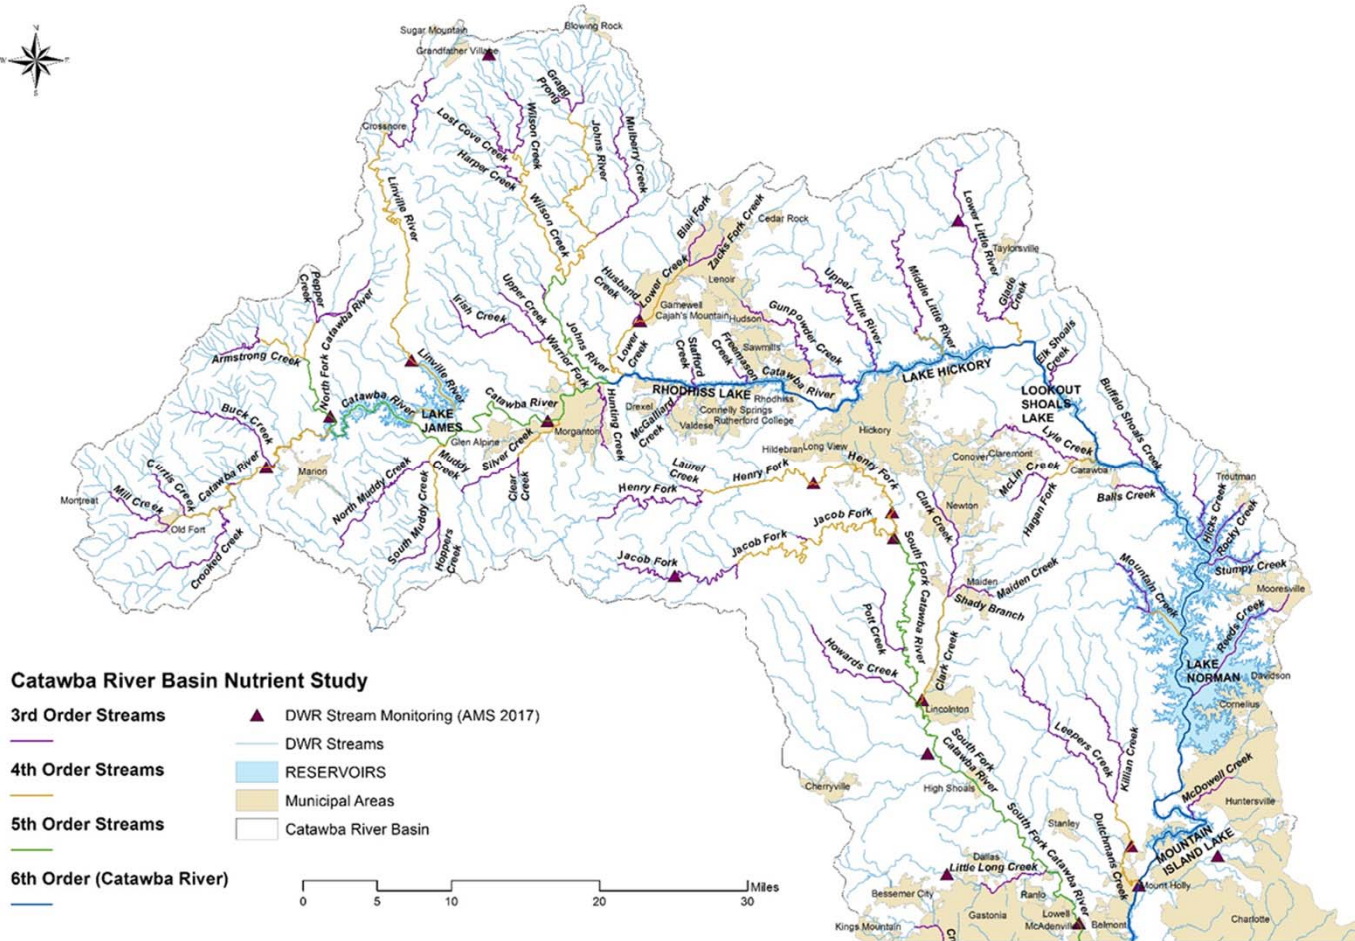 N
W
S
Sugar Mountain
Blowing Rock
Grandfather Village
Gragg
Prong
Crossnore
Lost Cove Creek
Wilson Creek
Johns River
Mulberry Creek
Harper Creek
Linville River
Wilson Creek
Blair Fork
Zacks Fork Creek
Cedar Rock
Lower Little River
Taylorsville
Pepper
Creek
North Fork Catawba River
Irish Creek
Upper Creek
Husband
Creek
Lower Creek
Lenoir
Upper Little River
Middle Little River
Glade
Creek
Gamewell
Cajah's Mountain
Hudson
Gunpowder Creek
Sawmills
Armstrong Creek
Linville River
Warrior Fork
Johns River
Lower
Creek
Stafford
Creek
Freemason
Creek
Catawba River
LAKE HICKORY
Elk Shoals
Creek
RHODHISS LAKE
Rhodhiss
LOOKOUT
SHOALS
LAKE
Buffalo Shoals Creek
Buck Creek
Catawba River
LAKE
JAMES
Catawba River
Glen Alpine
Morganton
Hunting Creek
Drexel
McGalliard
Creek
Valdese
Connelly Springs
Rutherford College
Hickory
Hildebran
Long View
Conover
Claremont
Lyle Creek
McLin Creek
Catawba
Balls Creek
Hagan Fork
Troutman
Curtis Creek
Catawba River
Marion
Muddy
Creek
Silver Creek
Clear
Creek
Laurel
Creek
Henry Fork
Henry Fork
Henry Fork
Montreat
Mill Creek
Old Fort
North Muddy Creek
South Muddy Creek
Hoppers
Creek
Crooked Creek
Jacob Fork
Jacob Fork
Jacob Fork
Clark Creek
Newton
Hicks Creek
Rocky Creek
Stumpy Creek
Mooresville
South Fork Catawba River
Maiden
Maiden Creek
Shady Branch
Mountain Creek
Reeds Creek
Pott Creek
Howards Creek
Clark Creek
LAKE
NORMAN
Davidson
Cornelius
Lincolnton
South Fork
Catawba River
Leepers Creek
Killian Creek
Cherryville
High Shoals
McDowell Creek
Huntersville
South Fork Catawba River
Stanley
Dutchmans Creek
MOUNTAIN
ISLAND LAKE
Dallas
Little Long Creek
Bessemer City
Ranlo
Mount Holly
Gastonia
Lowell
McAdenville
Belmont
Charlotte
Kings Mountain
Cr
Catawba River Basin Nutrient Study
3rd Order Streams
4th Order Streams
5th Order Streams
6th Order (Catawba River)
DWR Stream Monitoring (AMS 2017)
DWR Streams
RESERVOIRS
Municipal Areas
Catawba River Basin
0 5 10 20 30 Miles